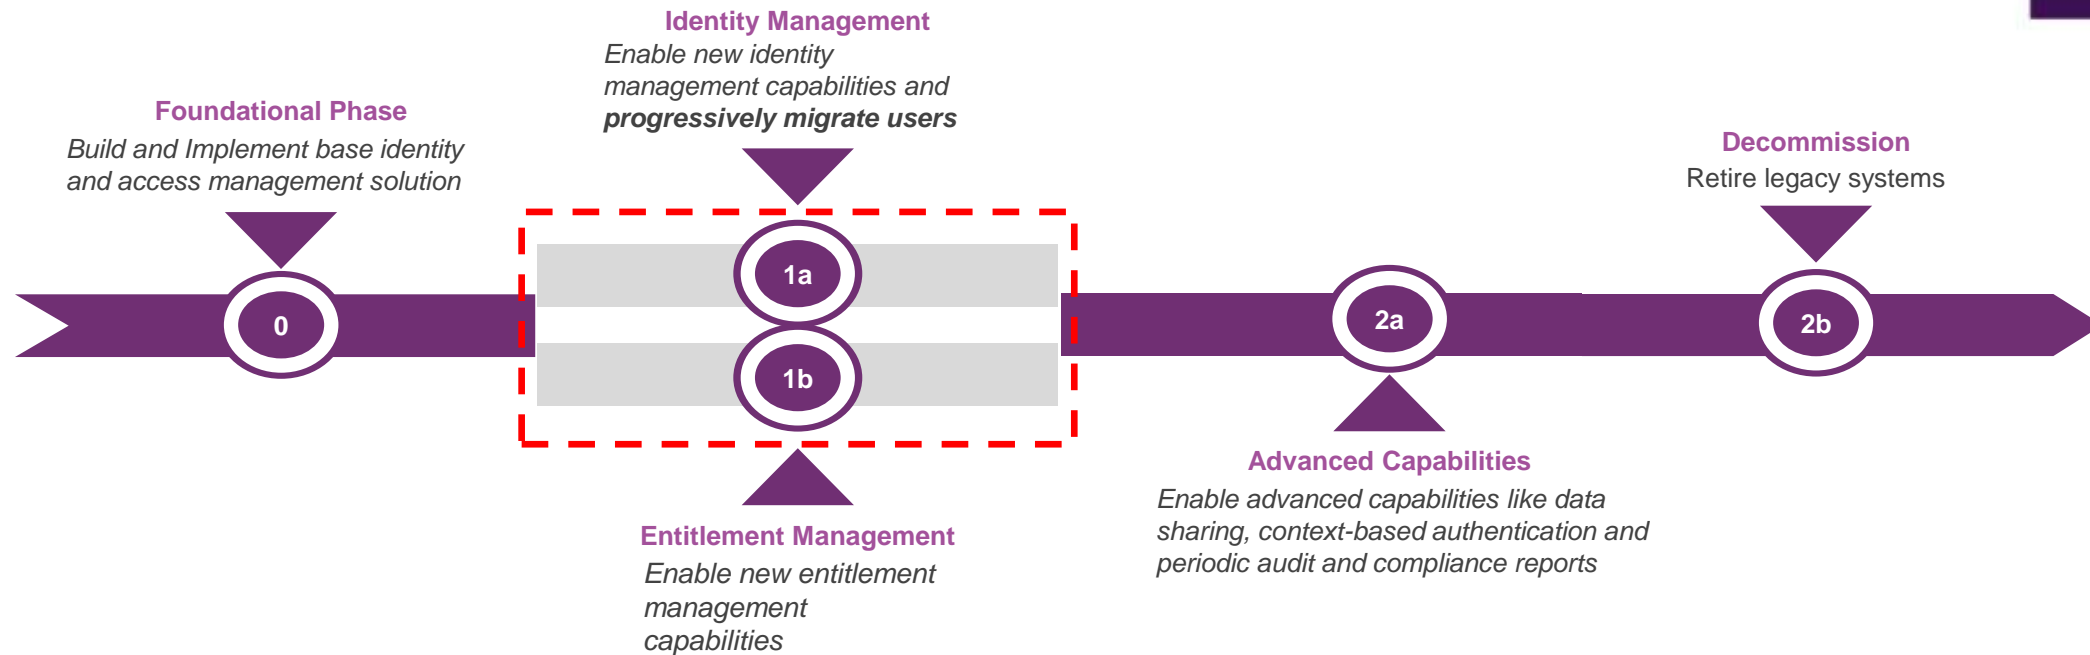 Identity Management
Enable new identity
management capabilities and
progressively migrate users
Foundational Phase
Build and Implement base identity
and access management solution
Decommission
Retire legacy systems
0
1a
1b
2a
2b
Entitlement Management
Enable new entitlement
management
capabilities
Advanced Capabilities
Enable advanced capabilities like data
sharing, context-based authentication and
periodic audit and compliance reports